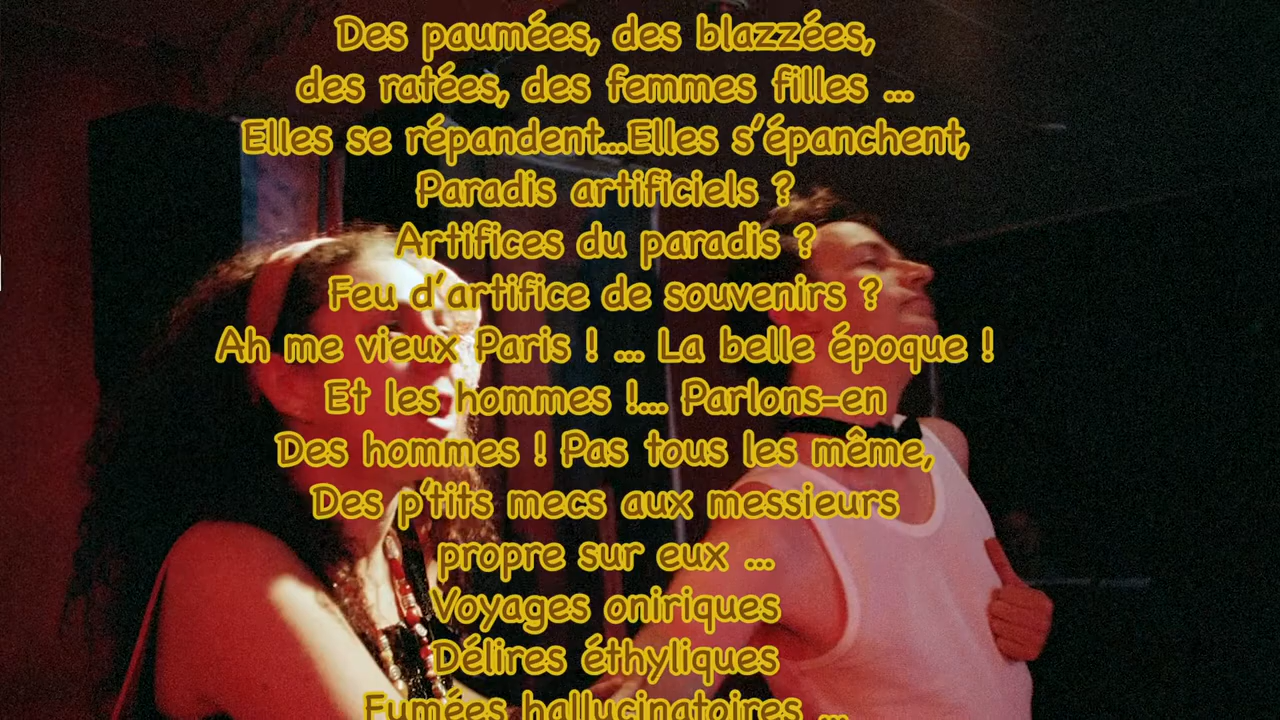 Des paumées, des blazzées,
des ratées, des femmes filles ...
Elles se répandent...Elles s'épanchent,
Paradis artificiels ?
Artifices du paradis ?
Feu d'artifice de souvenirs ?
Ah me vieux Paris ! ... La belle époque !
Et les hommes !... Parlons-en
Des hommes ! Pas tous les même,
Des p'tits mecs aux messieurs
propre sur eux ...
Voyages oniriques
Délires éthyliques
Fumées hallucinatoires ...